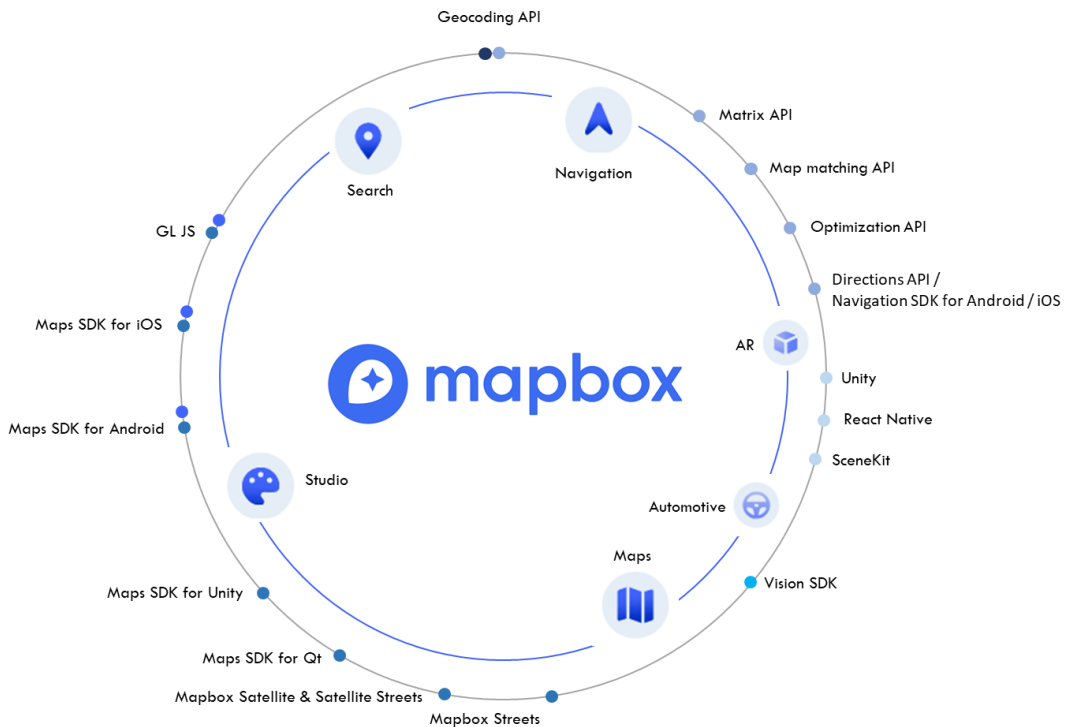 Geocoding API
Matrix API
Navigation
Map matching API
Search
Optimization API
GL JS
Directions API /
Navigation SDK for Android / iOS
Maps SDK for iOS
AR
mapbox
Unity
React Native
Maps SDK for Android
SceneKit
Studio
Automotive
Maps
Vision SDK
Maps SDK for Unity
Maps SDK for Qt
Mapbox Satellite & Satellite Streets
Mapbox Streets